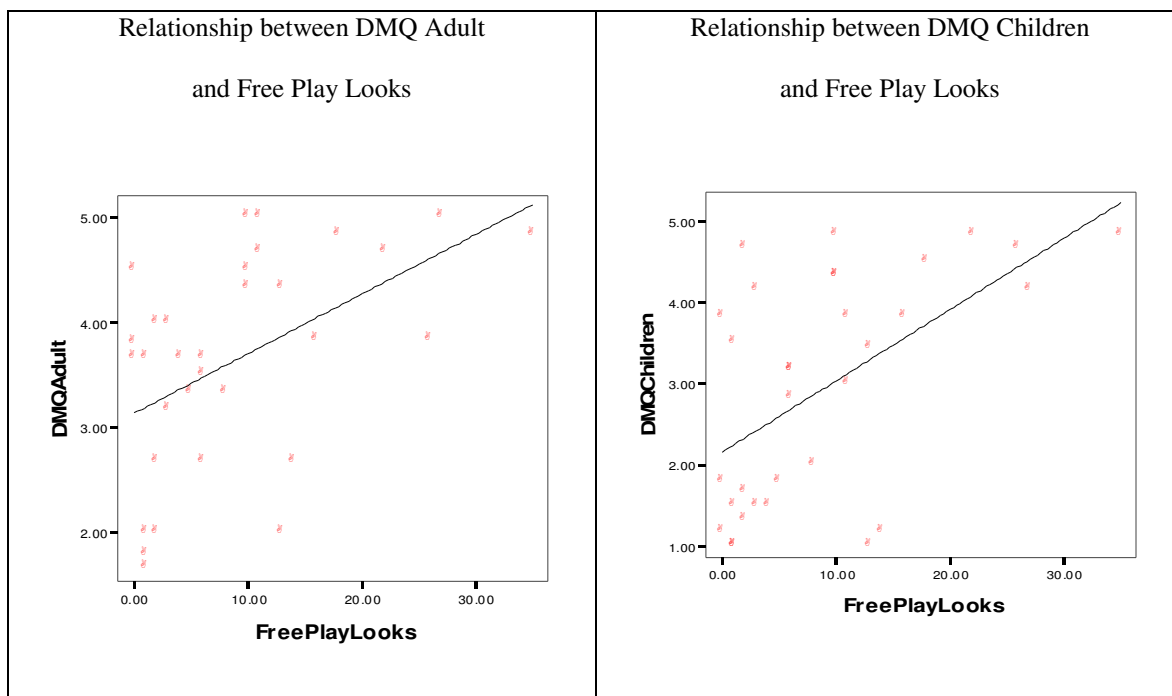 Relationship between DMQ Adult
and Free Play Looks
5.00
4.00
3.00
2.00
DMQAdult
0.00 10.00 20.00 30.00
FreePlayLooks
Relationship between DMQ Children
and Free Play Looks
5.00
4.00
3.00
2.00
1.00
DMQChildren
0.00 10.00 20.00 30.00
FreePlayLooks